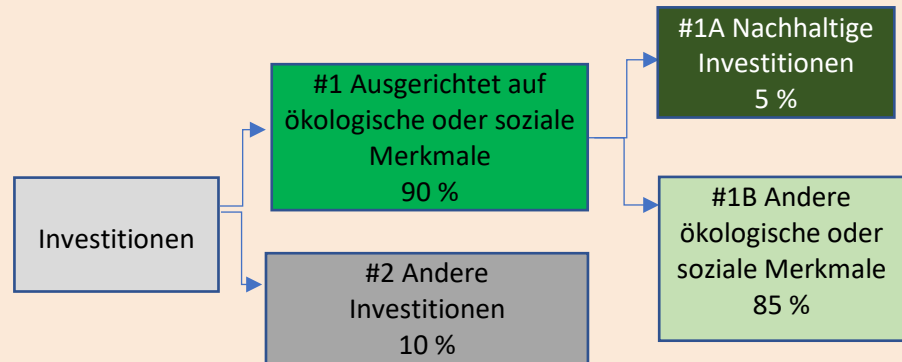 Investitionen
#1 Ausgerichtet auf
ökologische oder soziale
Merkmale
90 %
#2 Andere
Investitionen
10 %
#1A Nachhaltige
Investitionen
5 %
#1B Andere
ökologische oder
soziale Merkmale
85 %